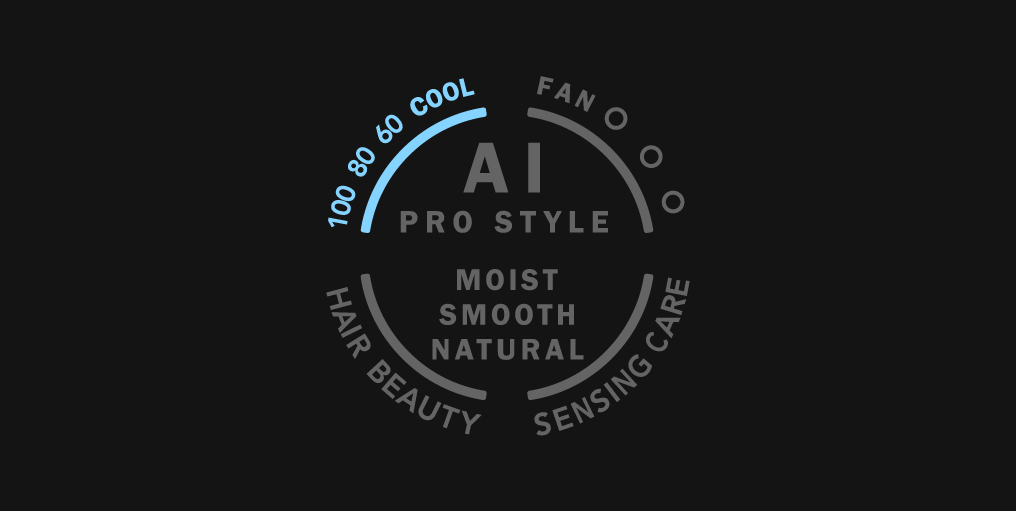 100 80 60 COOL
FAN
AI
PRO STYLE
MOIST
SMOOTH
NATURAL
HAIR BEAUTY
SENSING CARE